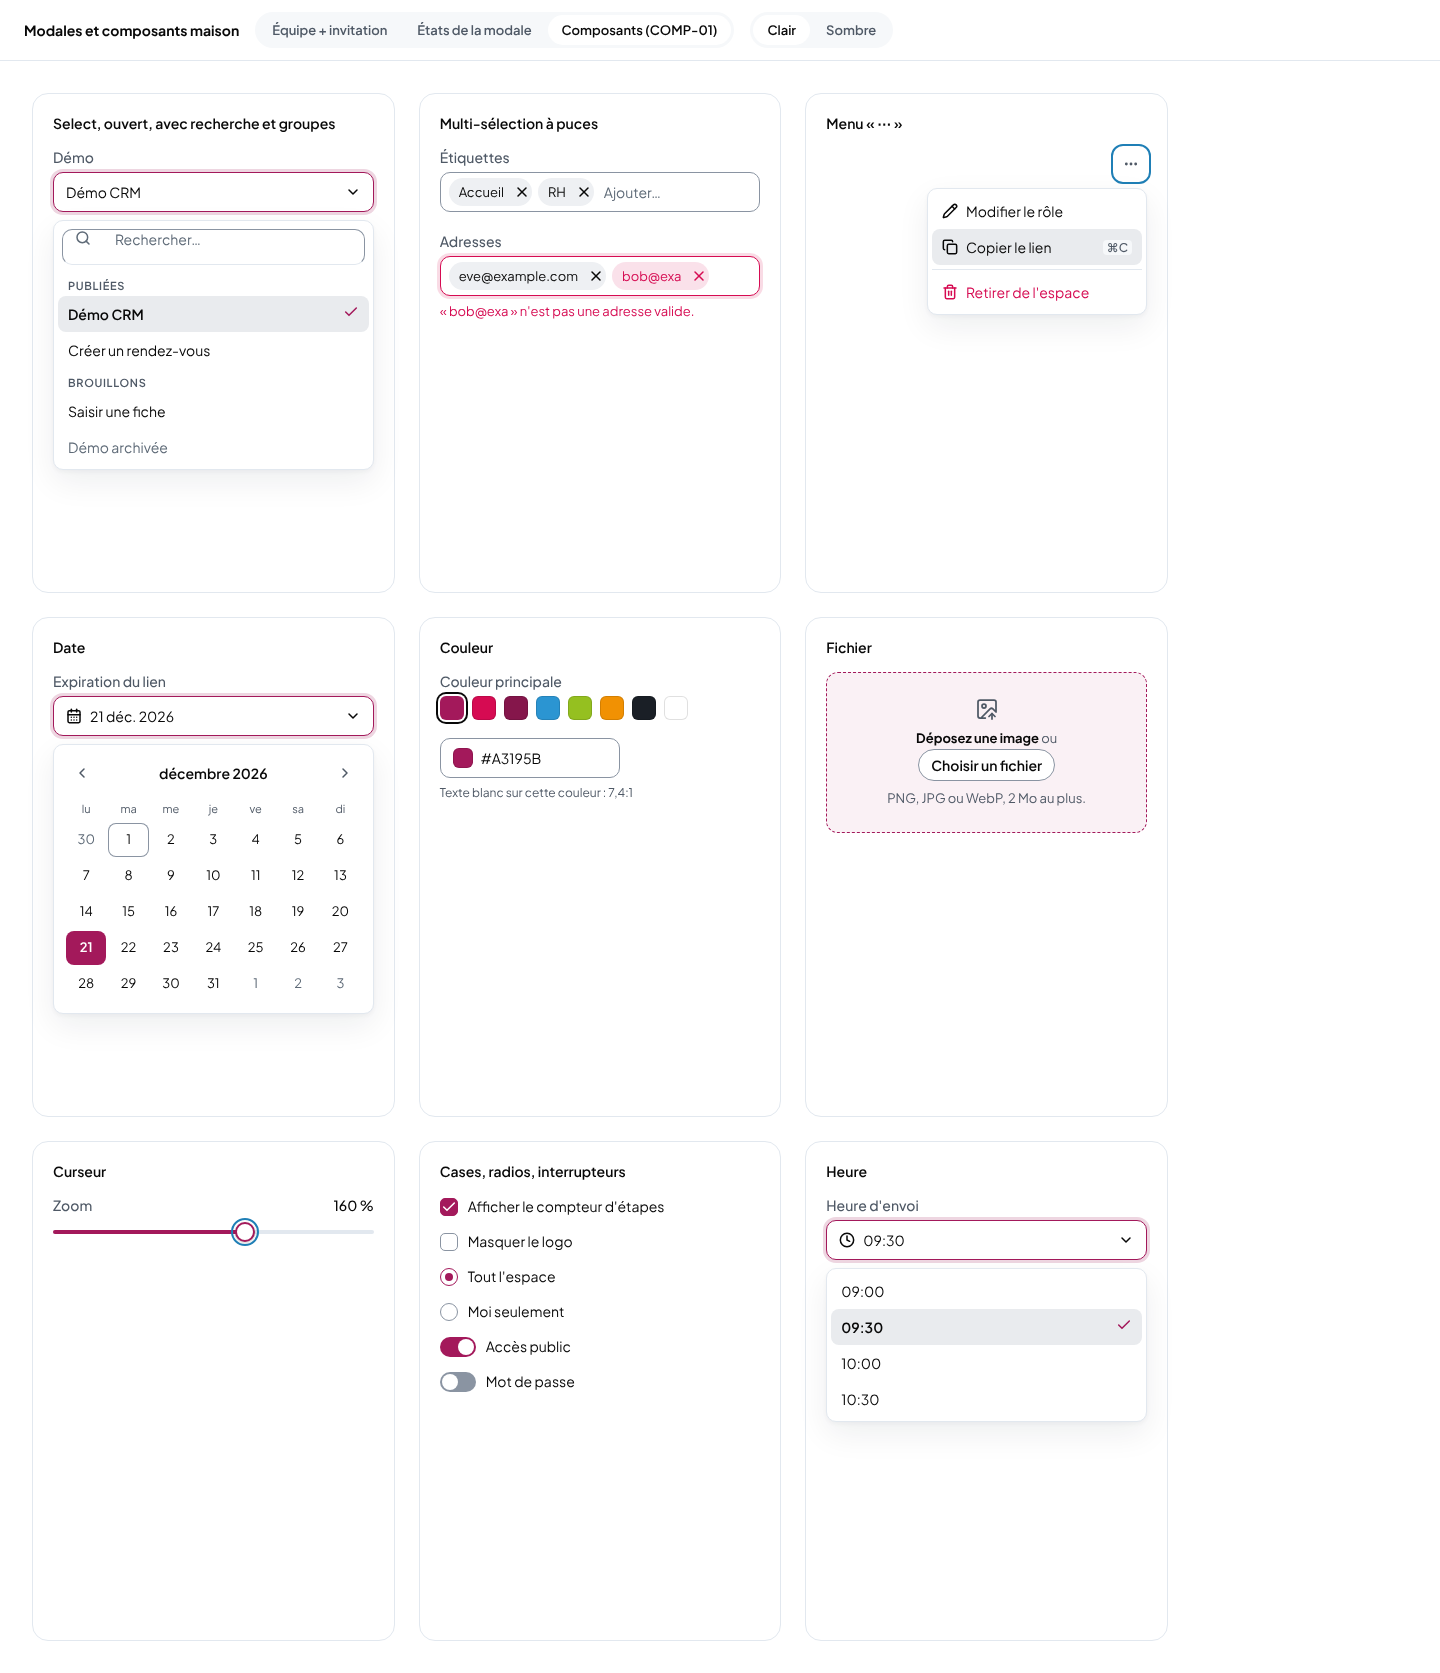 Modales et composants maison
Équipe + invitation
États de la modale
Composants (COMP-01)
Clair
Sombre
Select, ouvert, avec recherche et groupes
Démo
Démo CRM
Rechercher...
PUBLIÉES
Démo CRM
Créer un rendez-vous
BROUILLONS
Saisir une fiche
Démo archivée
Multi-sélection à puces
Étiquettes
Accueil
RH
Ajouter...
Adresses
eve@example.com
bob@exa
« bob@exa » n'est pas une adresse valide.
Menu « ··· »
Modifier le rôle
Copier le lien ⌘C
Retirer de l'espace
Date
Expiration du lien
21 déc. 2026
décembre 2026
lu ma me je ve sa di
30 1 2 3 4 5 6
7 8 9 10 11 12 13
14 15 16 17 18 19 20
21 22 23 24 25 26 27
28 29 30 31 1 2 3
Couleur
Couleur principale
#A3195B
Texte blanc sur cette couleur : 7,4:1
Fichier
Déposez une image ou
Choisir un fichier
PNG, JPG ou WebP, 2 Mo au plus.
Curseur
Zoom 160 %
Cases, radios, interrupteurs
Afficher le compteur d'étapes
Masquer le logo
Tout l'espace
Moi seulement
Accès public
Mot de passe
Heure
Heure d'envoi
09:30
09:00
09:30
10:00
10:30